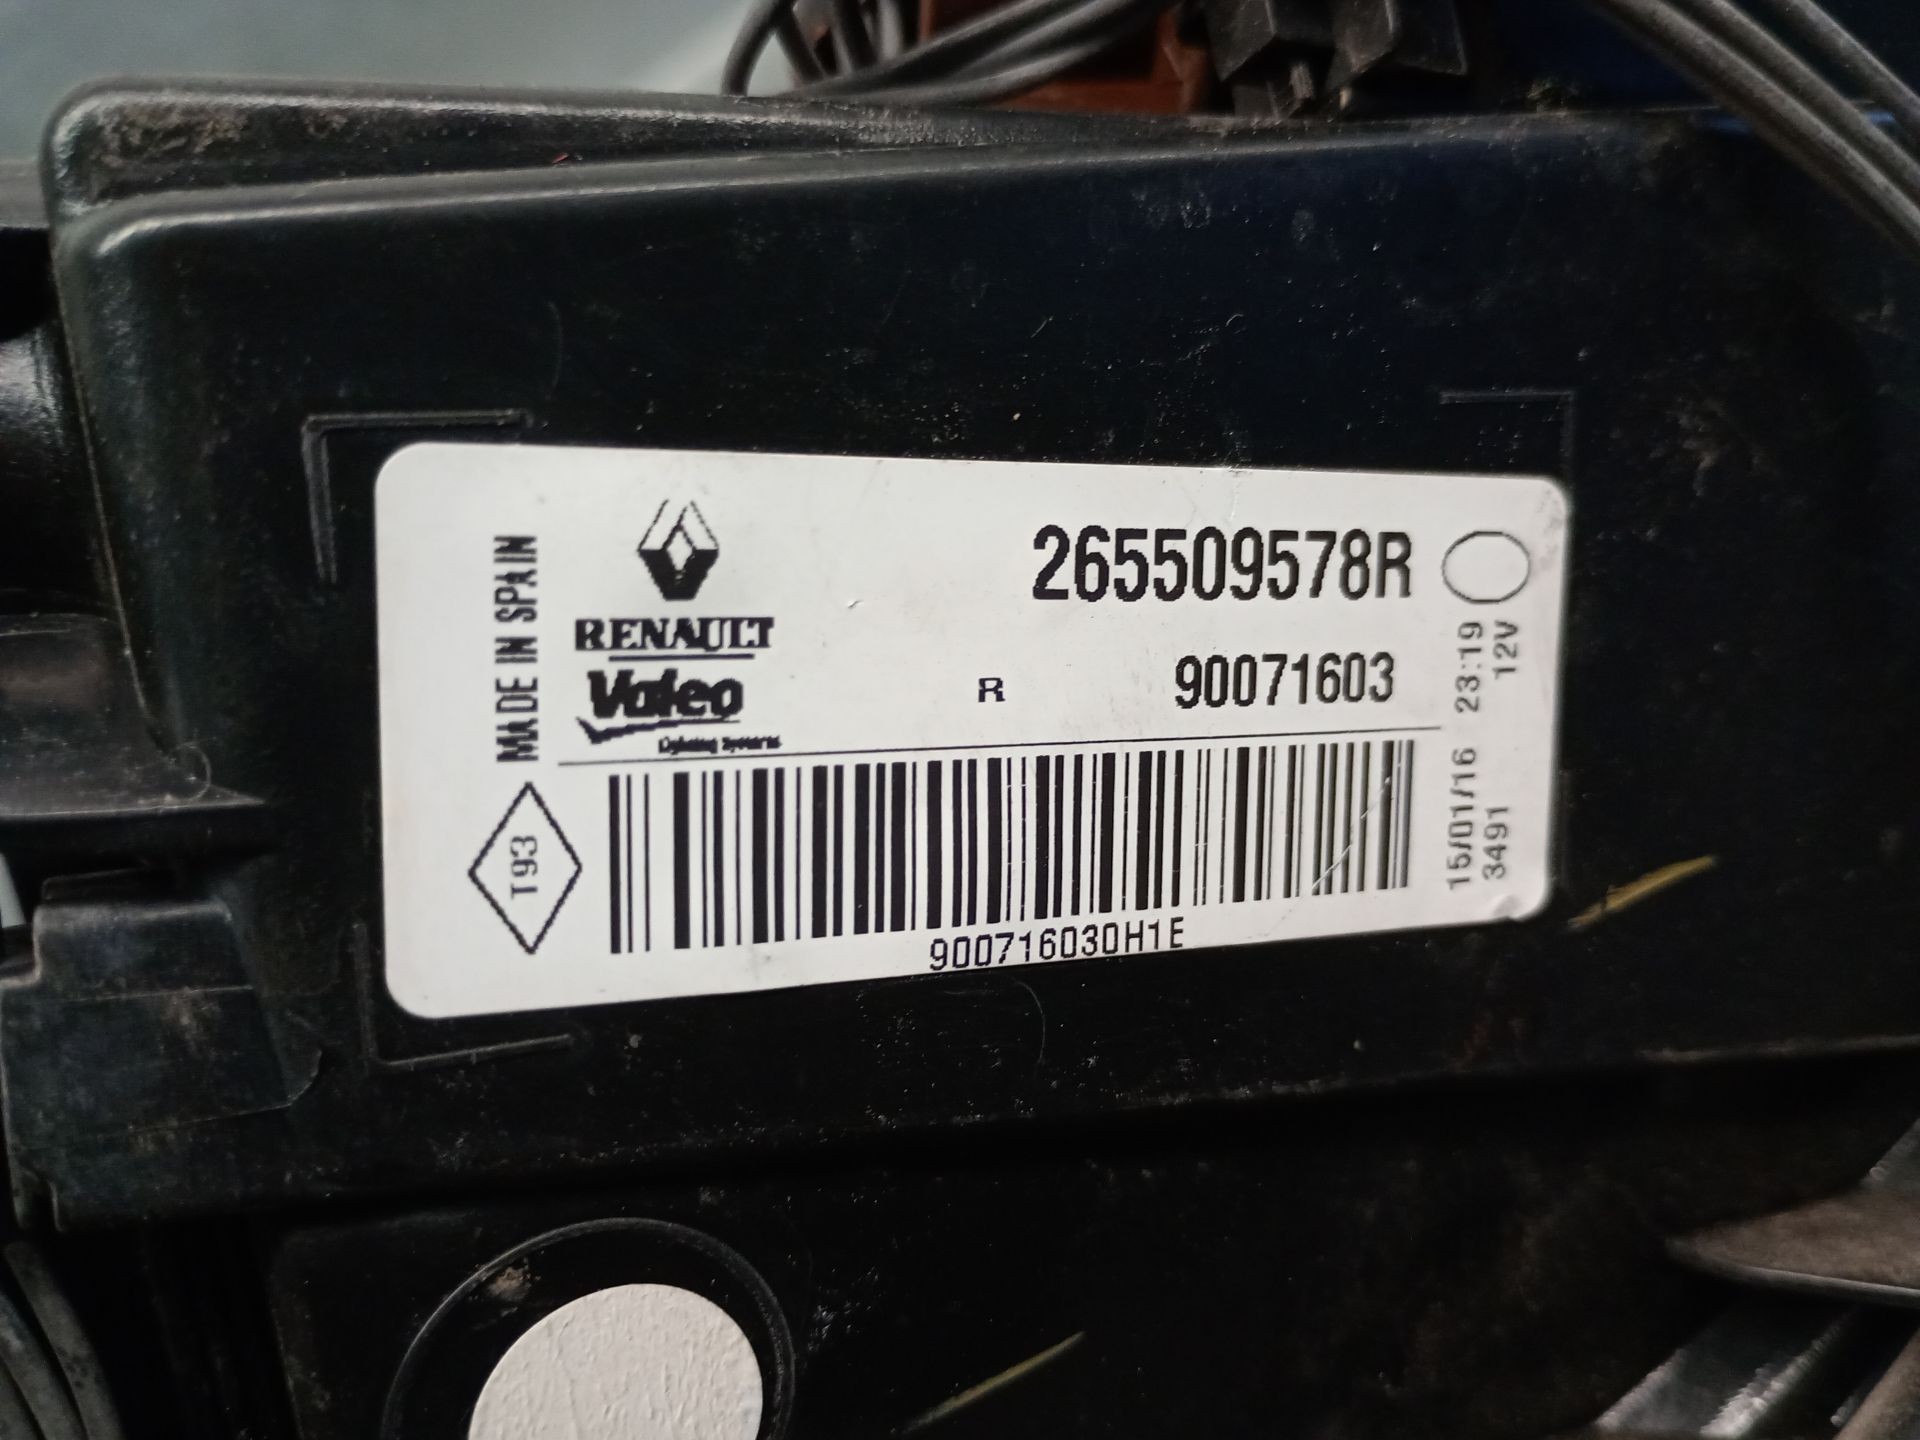 MADE IN SPAIN
RENAULT
Valeo
Lighting Systems
265509578R
R
90071603
T93
900716030H1E
15/01/16 23:19
3491 12V